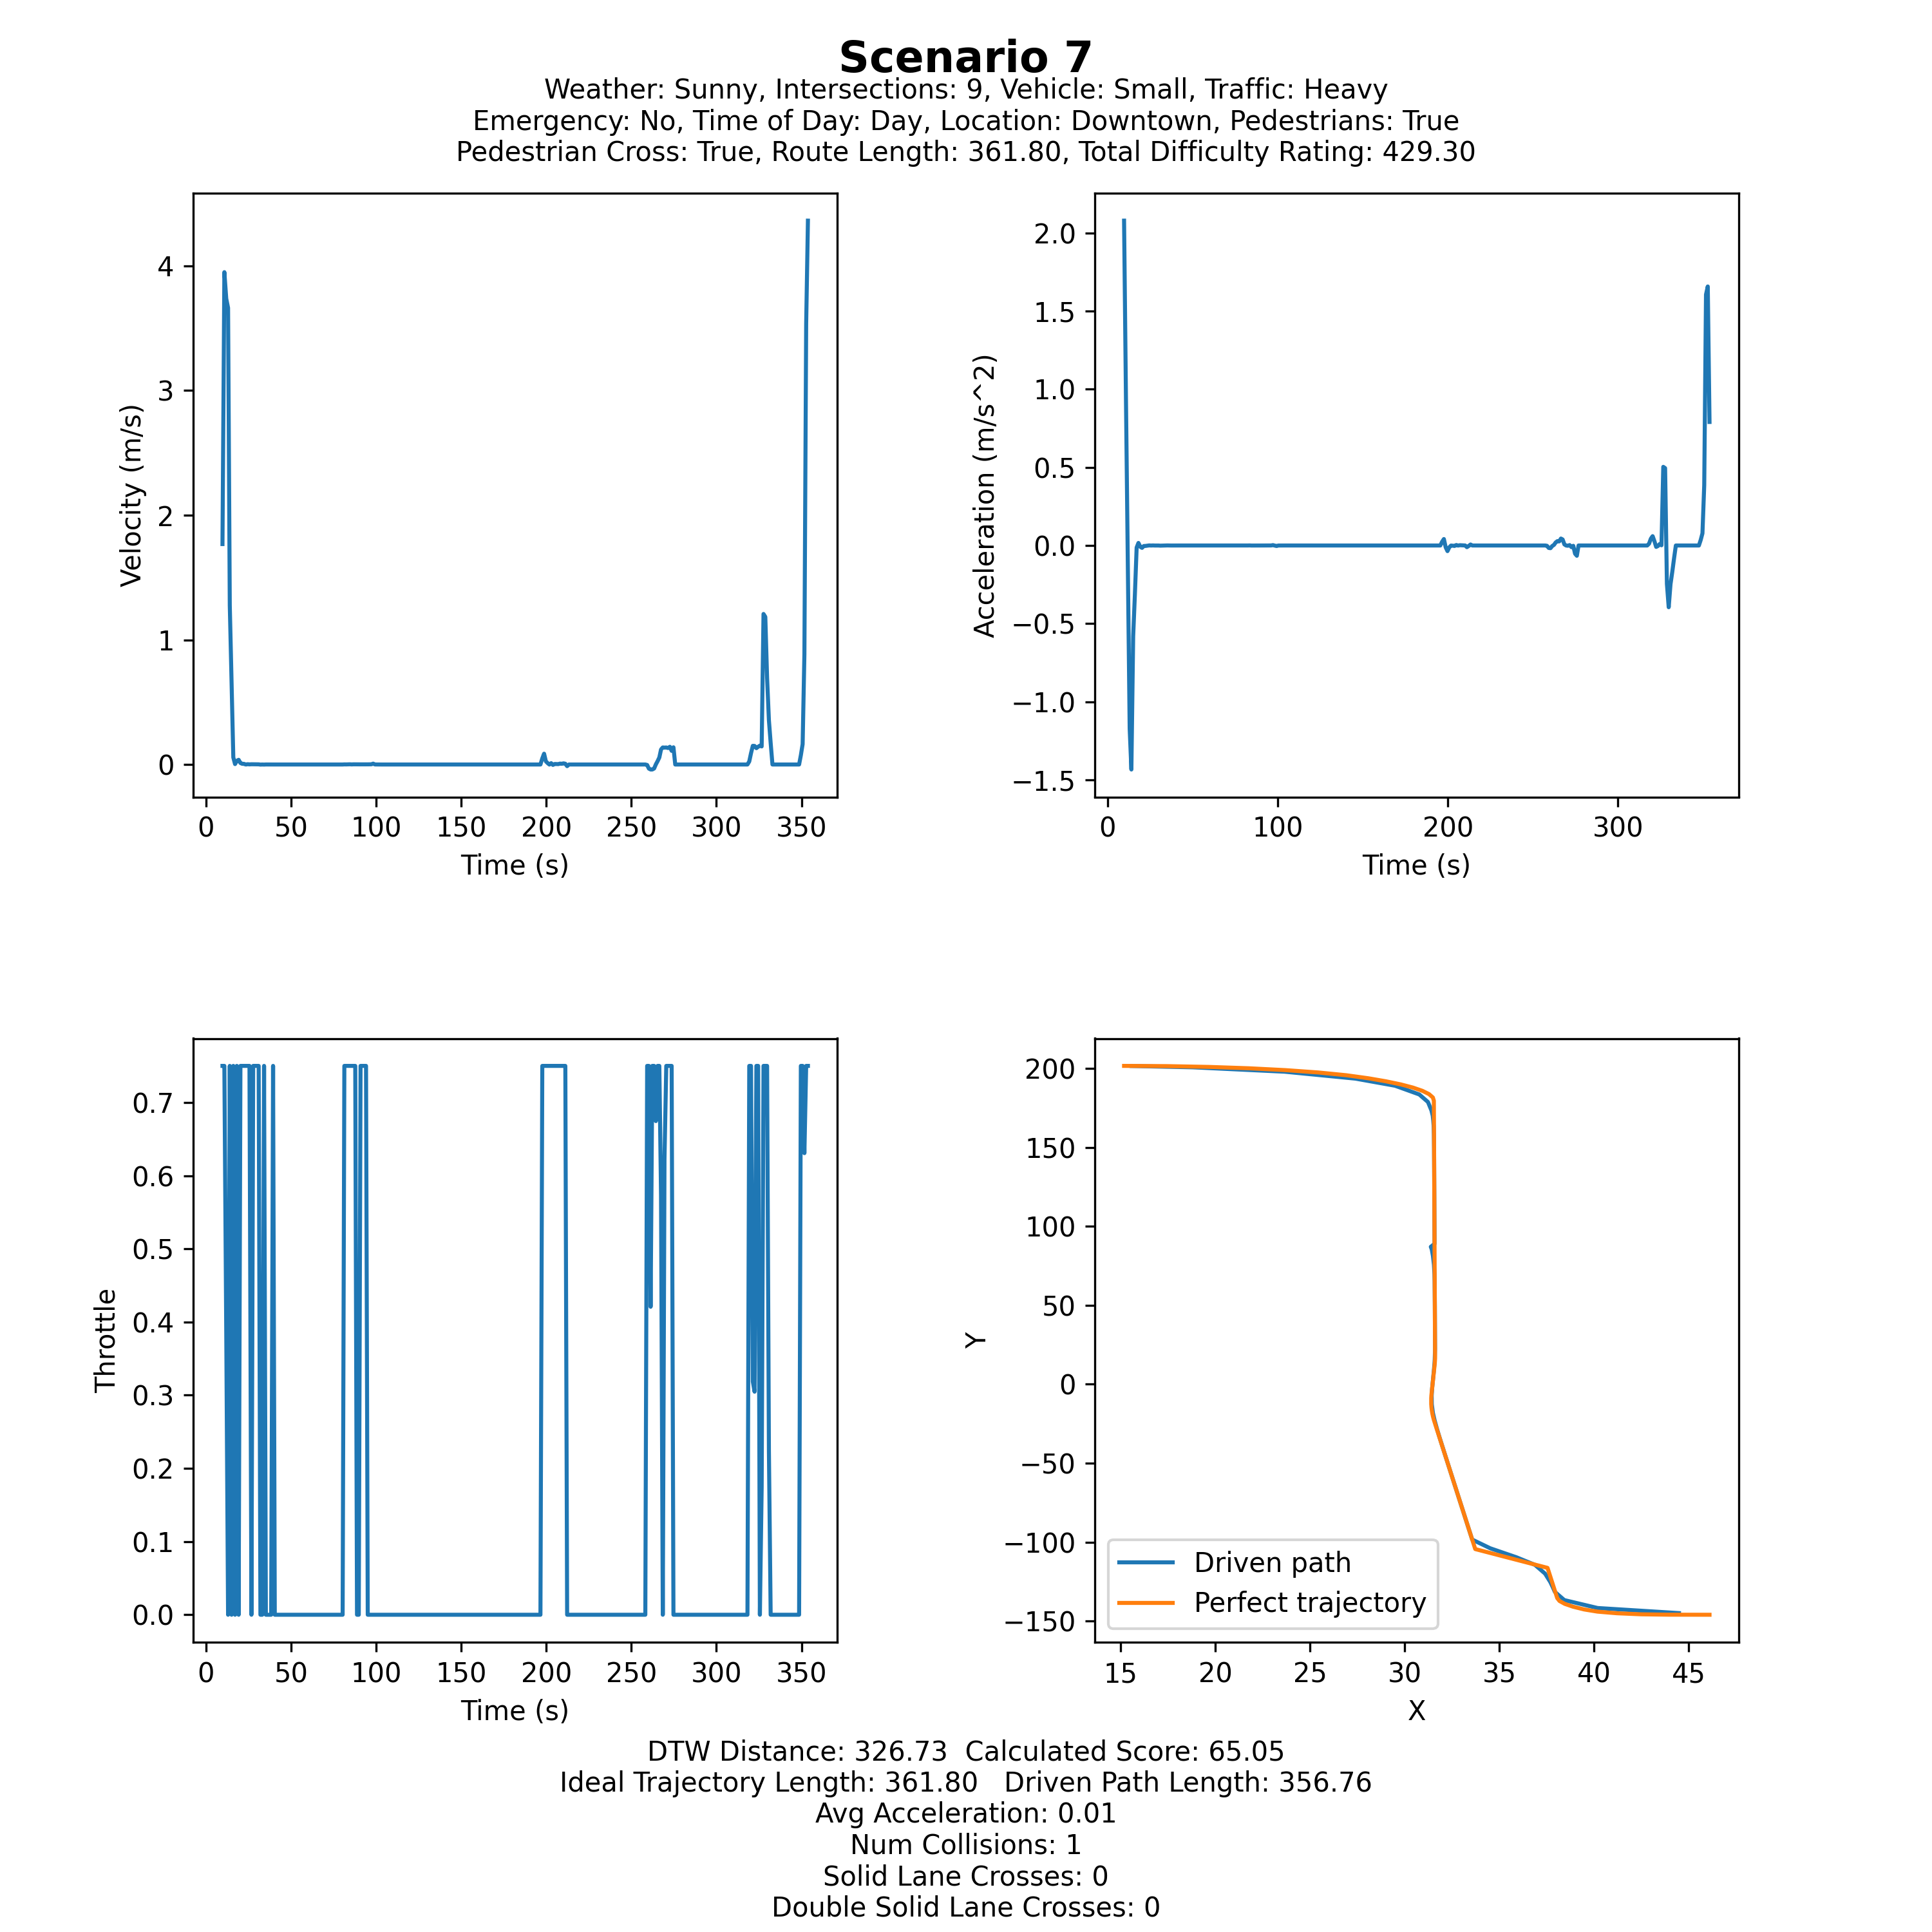 Scenario 7
Weather: Sunny, Intersections: 9, Vehicle: Small, Traffic: Heavy
Emergency: No, Time of Day: Day, Location: Downtown, Pedestrians: True
Pedestrian Cross: True, Route Length: 361.80, Total Difficulty Rating: 429.30
Velocity (m/s)
4
3
2
1
0
0 50 100 150 200 250 300 350
Time (s)
Acceleration (m/s^2)
2.0
1.5
1.0
0.5
0.0
−0.5
−1.0
−1.5
0 100 200 300
Time (s)
Throttle
0.7
0.6
0.5
0.4
0.3
0.2
0.1
0.0
0 50 100 150 200 250 300 350
Time (s)
Y
200
150
100
50
0
−50
−100
−150
Driven path
Perfect trajectory
15 20 25 30 35 40 45
X
DTW Distance: 326.73  Calculated Score: 65.05
Ideal Trajectory Length: 361.80   Driven Path Length: 356.76
Avg Acceleration: 0.01
Num Collisions: 1
Solid Lane Crosses: 0
Double Solid Lane Crosses: 0